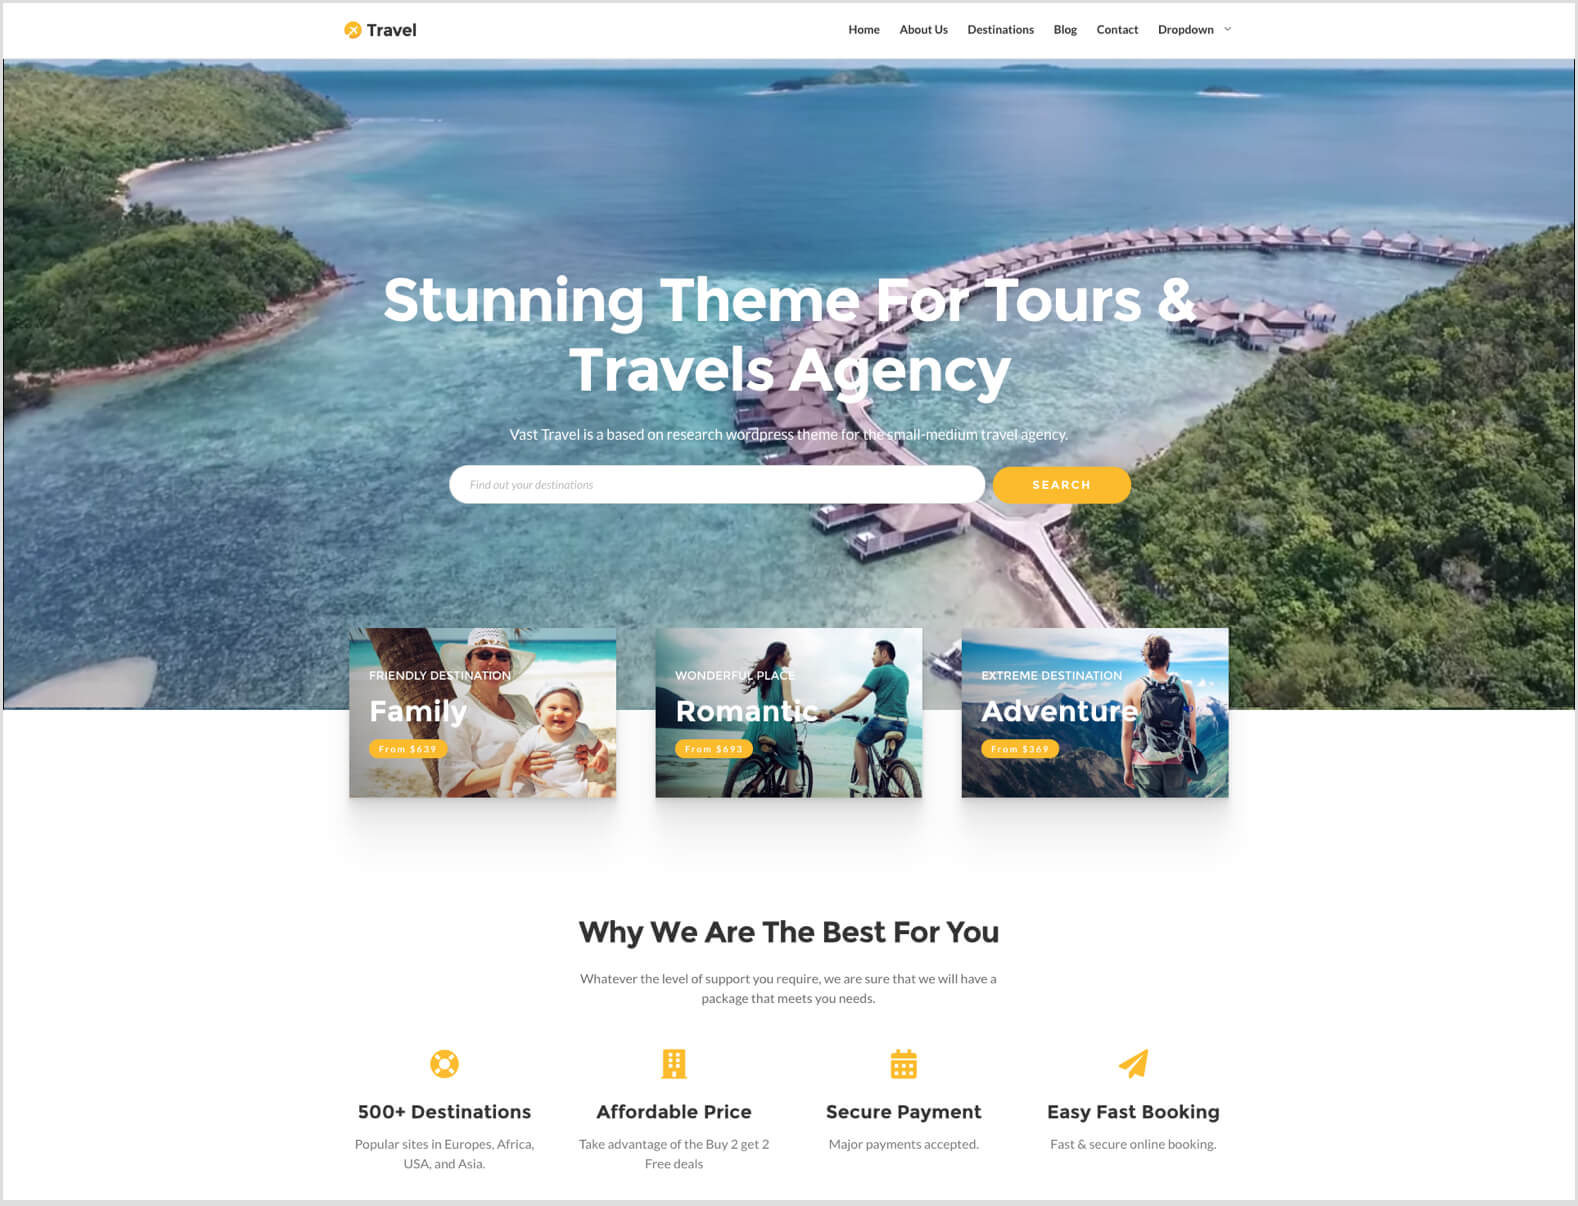 Travel
Home About Us Destinations Blog Contact Dropdown
Stunning Theme For Tours &
Travels Agency
Vast Travel is a based on research wordpress theme for the small-medium travel agency.
Find out your destinations
SEARCH
FRIENDLY DESTINATION
Family
From $639
WONDERFUL PLACE
Romantic
From $693
EXTREME DESTINATION
Adventure
From $369
Why We Are The Best For You
Whatever the level of support you require, we are sure that we will have a
package that meets you needs.
500+ Destinations
Popular sites in Europes, Africa,
USA, and Asia.
Affordable Price
Take advantage of the Buy 2 get 2
Free deals
Secure Payment
Major payments accepted.
Easy Fast Booking
Fast & secure online booking.